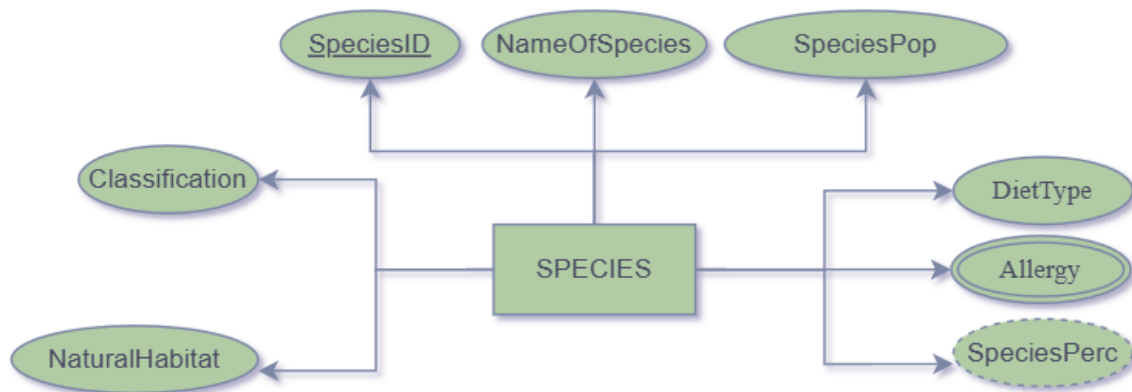 SpeciesID
NameOfSpecies
SpeciesPop
Classification
DietType
SPECIES
Allergy
NaturalHabitat
SpeciesPerc